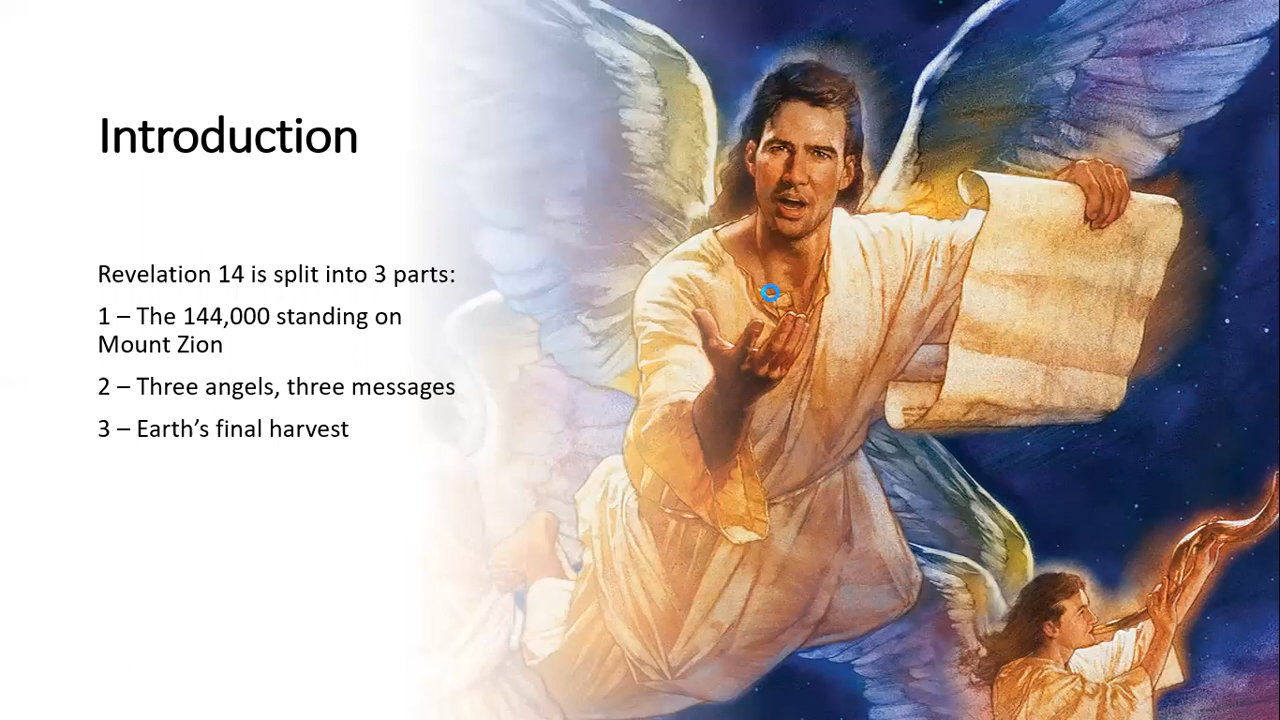 Introduction
Revelation 14 is split into 3 parts:
1 – The 144,000 standing on
Mount Zion
2 – Three angels, three messages
3 – Earth’s final harvest